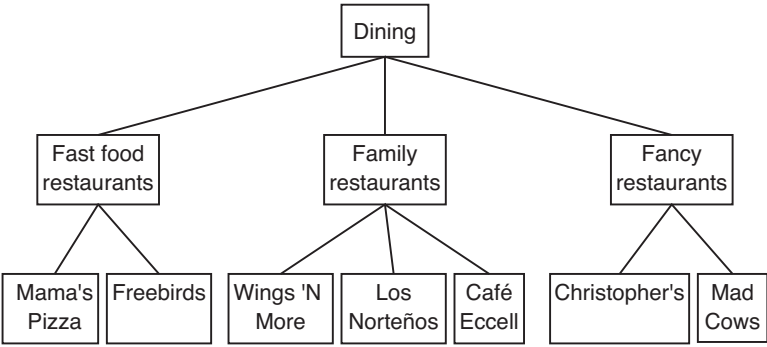 Dining
Fast food
restaurants
Family
restaurants
Fancy
restaurants
Mama's
Pizza
Freebirds
Wings 'N
More
Los
Norteños
Café
Eccell
Christopher's
Mad
Cows